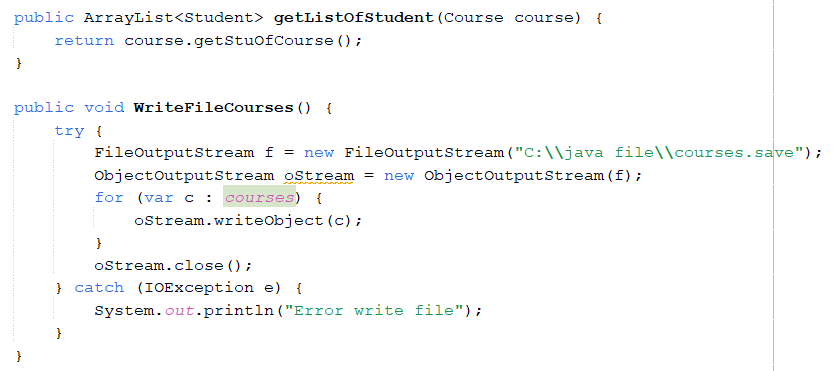 public ArrayList<Student> getListOfStudent(Course course) {
    return course.getStuOfCourse();
}

public void WriteFileCourses() {
    try {
        FileOutputStream f = new FileOutputStream("C:\\java file\\courses.save");
        ObjectOutputStream oStream = new ObjectOutputStream(f);
        for (var c : courses) {
            oStream.writeObject(c);
        }
        oStream.close();
    } catch (IOException e) {
        System.out.println("Error write file");
    }
}